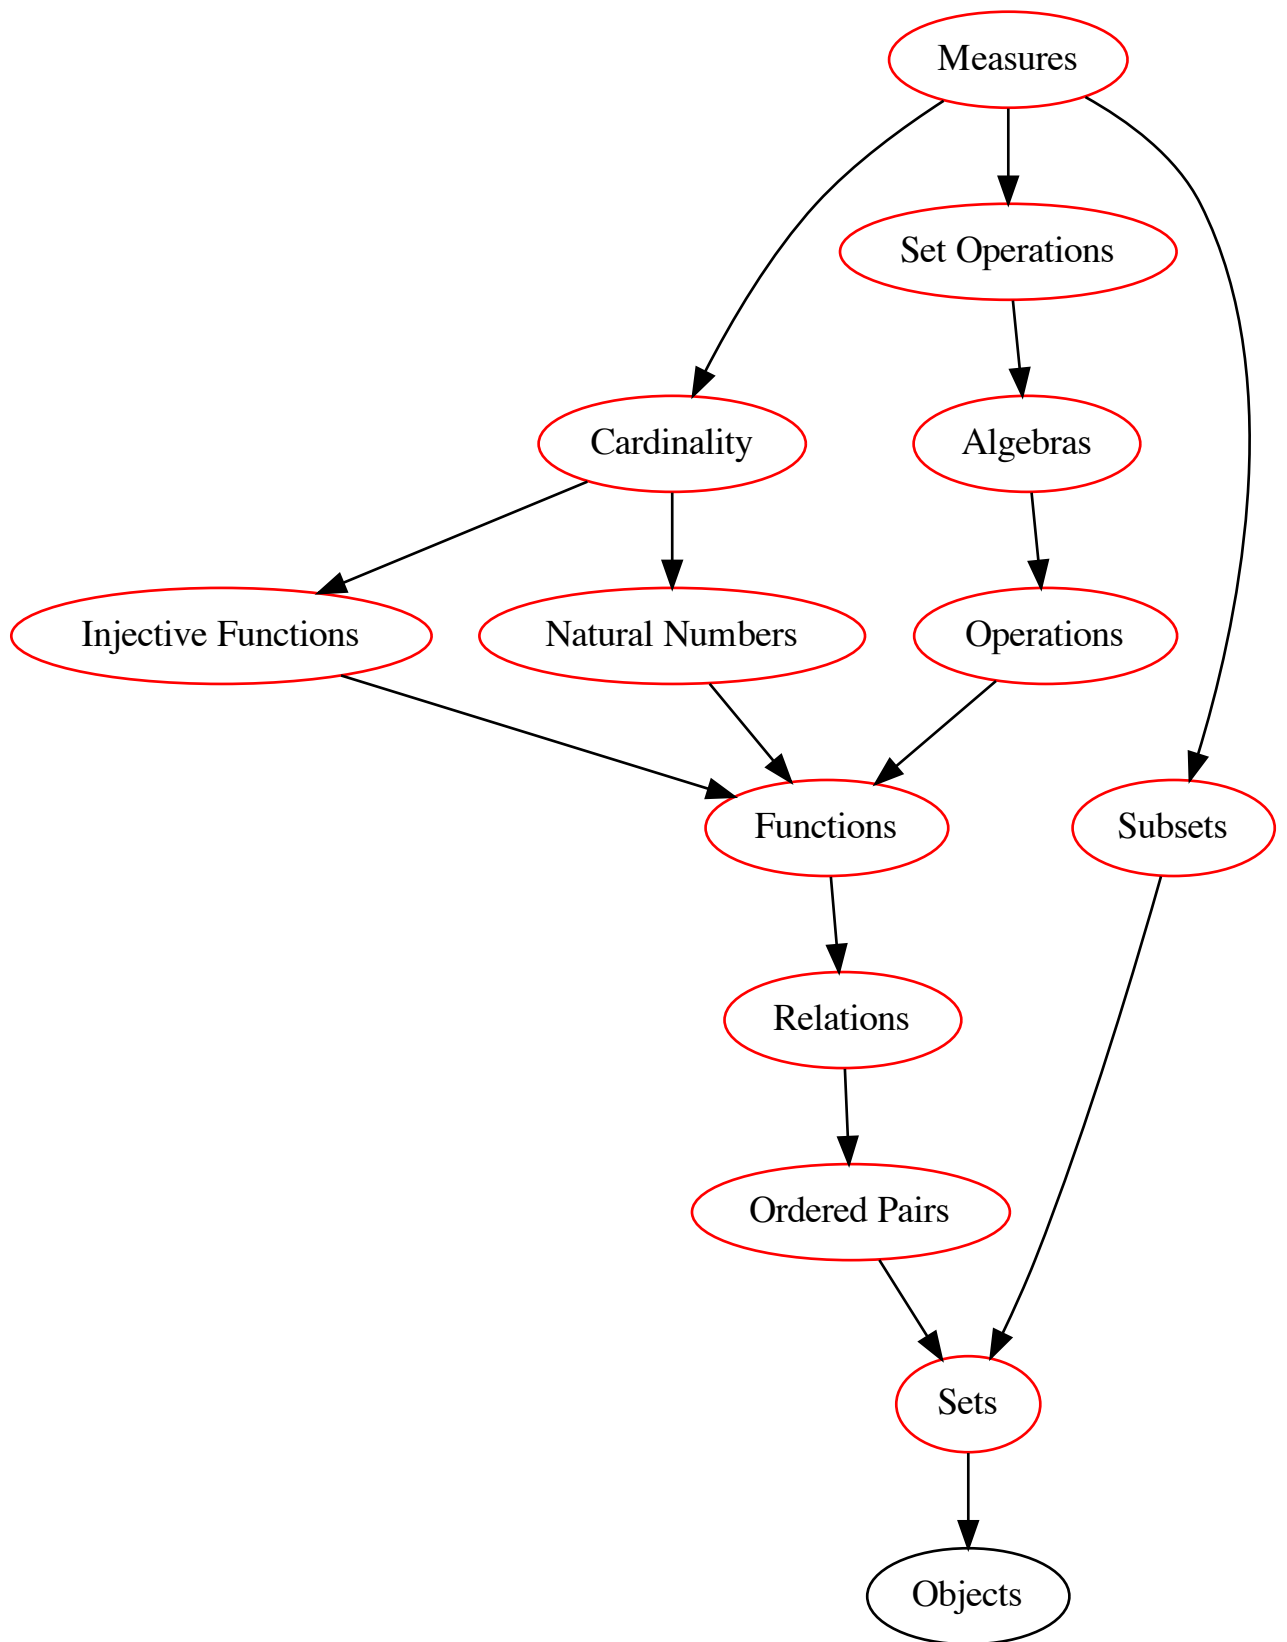 Measures
Set Operations
Cardinality
Algebras
Injective Functions
Natural Numbers
Operations
Functions
Subsets
Relations
Ordered Pairs
Sets
Objects